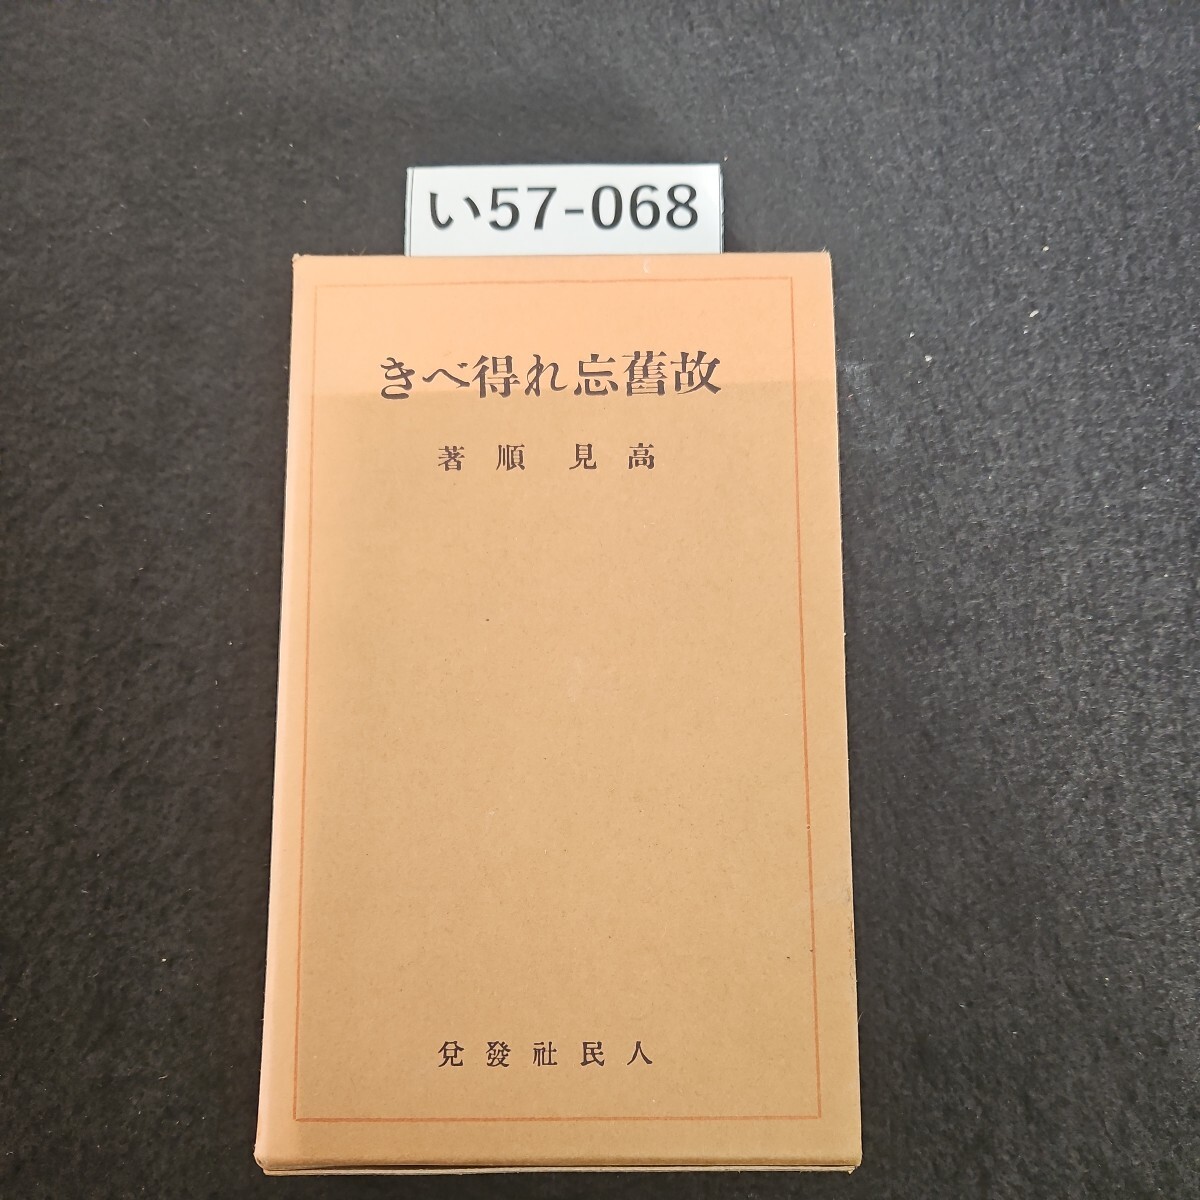 い57-068
故舊忘れ得べき
高見順著
人民社發兌